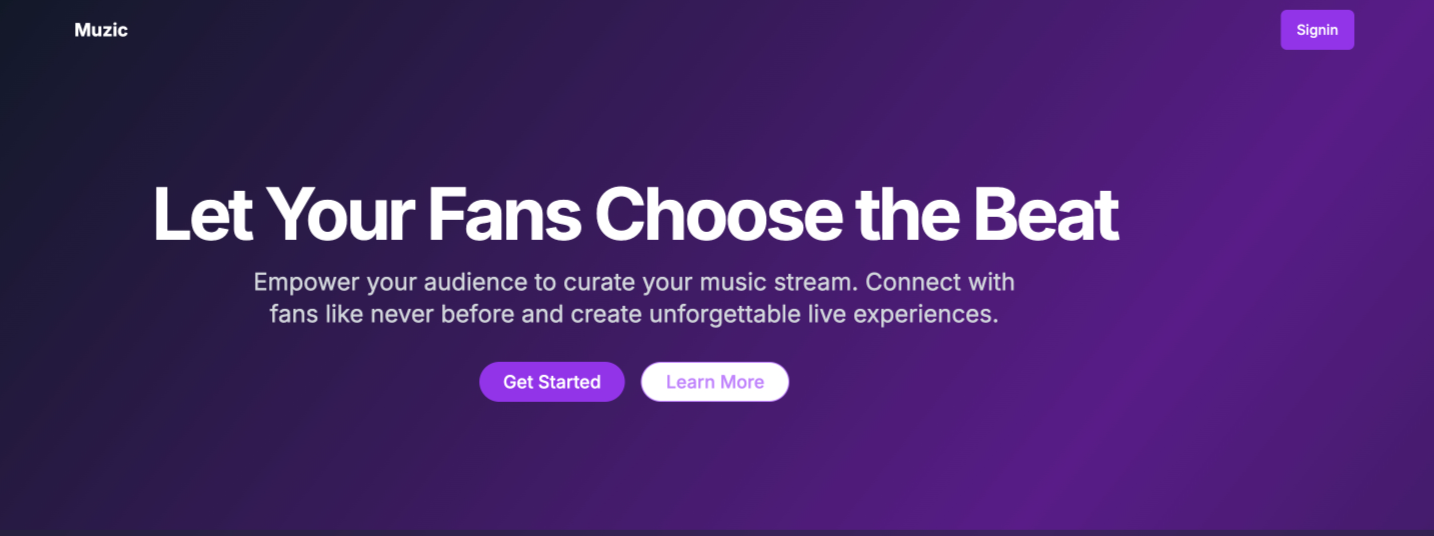 Muzic
Signin
Let Your Fans Choose the Beat
Empower your audience to curate your music stream. Connect with
fans like never before and create unforgettable live experiences.
Get Started
Learn More